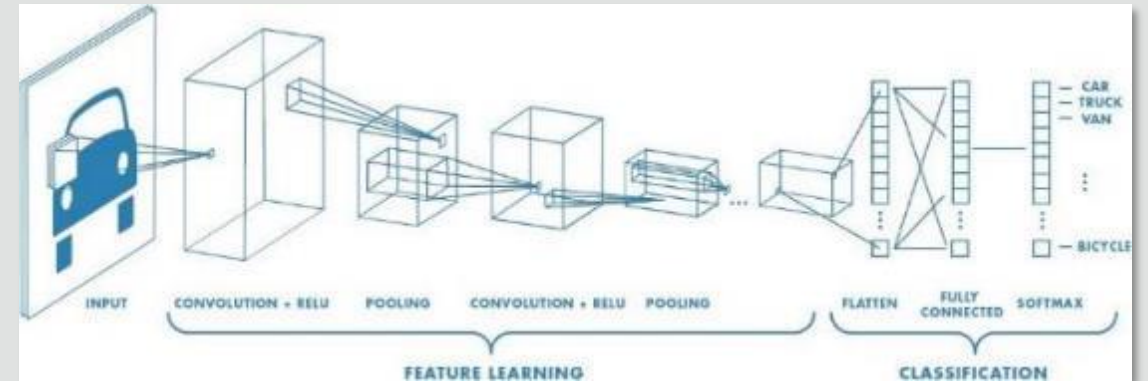 CAR
TRUCK
VAN
BICYCLE
INPUT
CONVOLUTION + RELU
POOLING
CONVOLUTION + RELU
POOLING
FLATTEN
FULLY
CONNECTED
SOFTMAX
FEATURE LEARNING
CLASSIFICATION